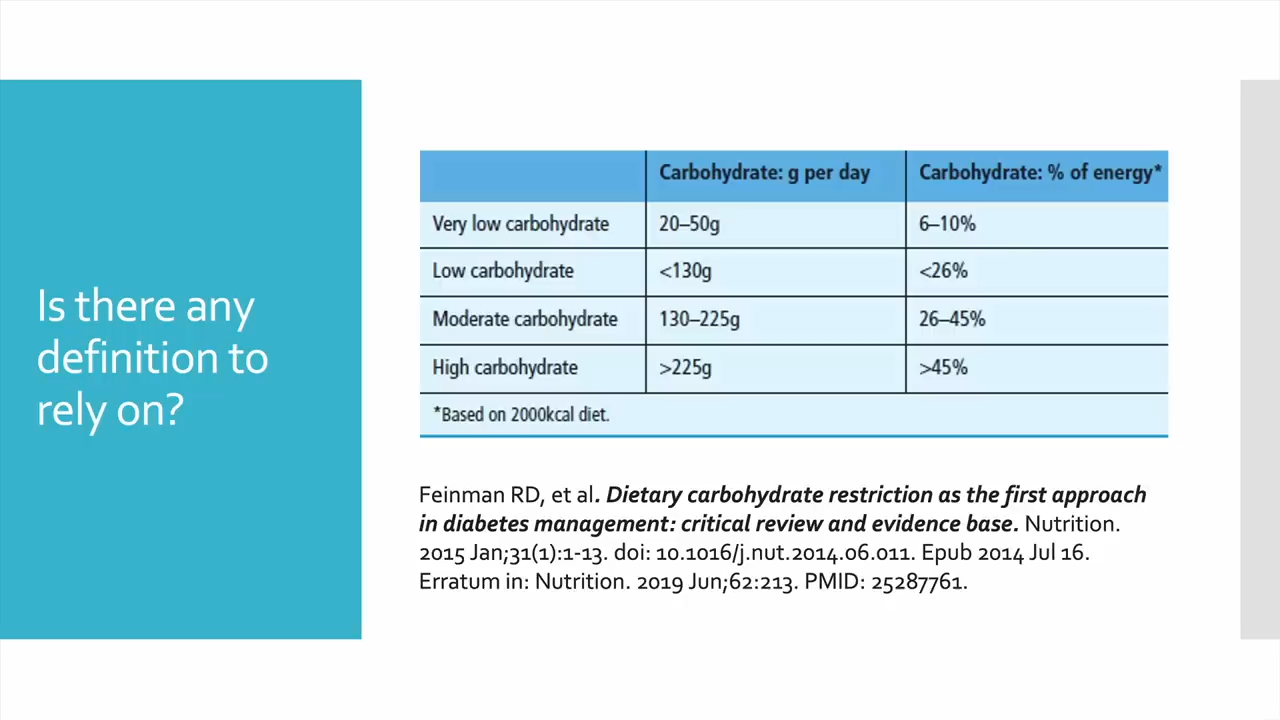 Is there any
definition to
rely on?
Carbohydrate: g per day Carbohydrate: % of energy*
Very low carbohydrate 20–50g 6–10%
Low carbohydrate <130g <26%
Moderate carbohydrate 130–225g 26–45%
High carbohydrate >225g >45%
*Based on 2000kcal diet.
Feinman RD, et al. Dietary carbohydrate restriction as the first approach
in diabetes management: critical review and evidence base. Nutrition.
2015 Jan;31(1):1-13. doi: 10.1016/j.nut.2014.06.011. Epub 2014 Jul 16.
Erratum in: Nutrition. 2019 Jun;62:213. PMID: 25287761.